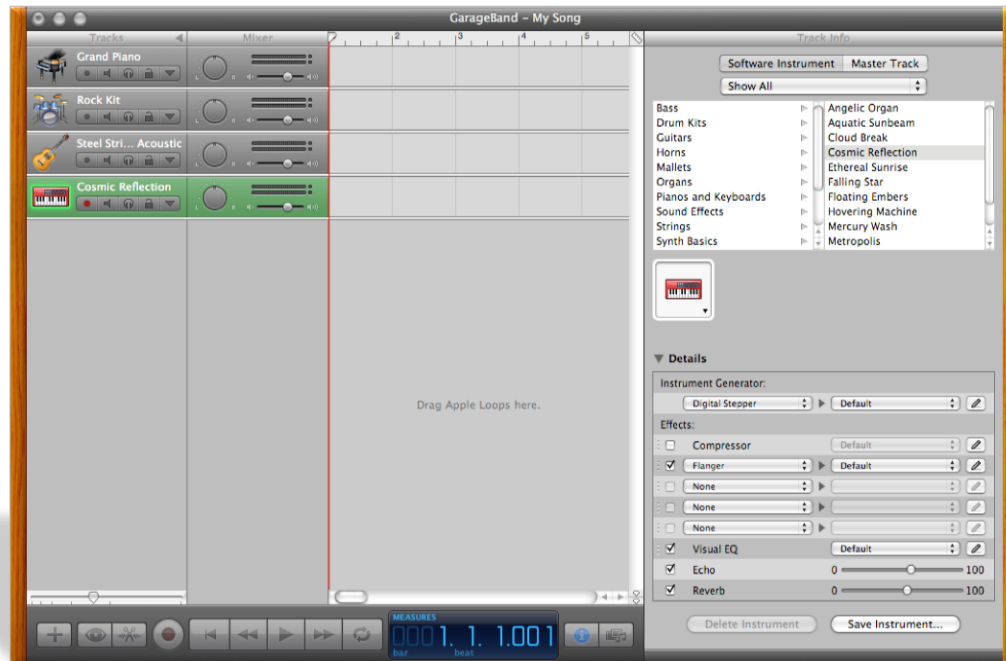 GarageBand – My Song
Tracks
Mixer
2
3
4
5
Track Info
Grand Piano
L R
Rock Kit
L R
Steel Stri... Acoustic
L R
Cosmic Reflection
L R
Software Instrument Master Track
Show All
Bass Angelic Organ
Drum Kits Aquatic Sunbeam
Guitars Cloud Break
Horns Cosmic Reflection
Mallets Ethereal Sunrise
Organs Falling Star
Pianos and Keyboards Floating Embers
Sound Effects Hovering Machine
Strings Mercury Wash
Synth Basics Metropolis
Drag Apple Loops here.
Details
Instrument Generator:
Digital Stepper Default
Effects:
Compressor Default
Flanger Default
None
None
None
Visual EQ Default
Echo 0 100
Reverb 0 100
MEASURES
0001. 1. 1.001
bar beat
Delete Instrument Save Instrument...